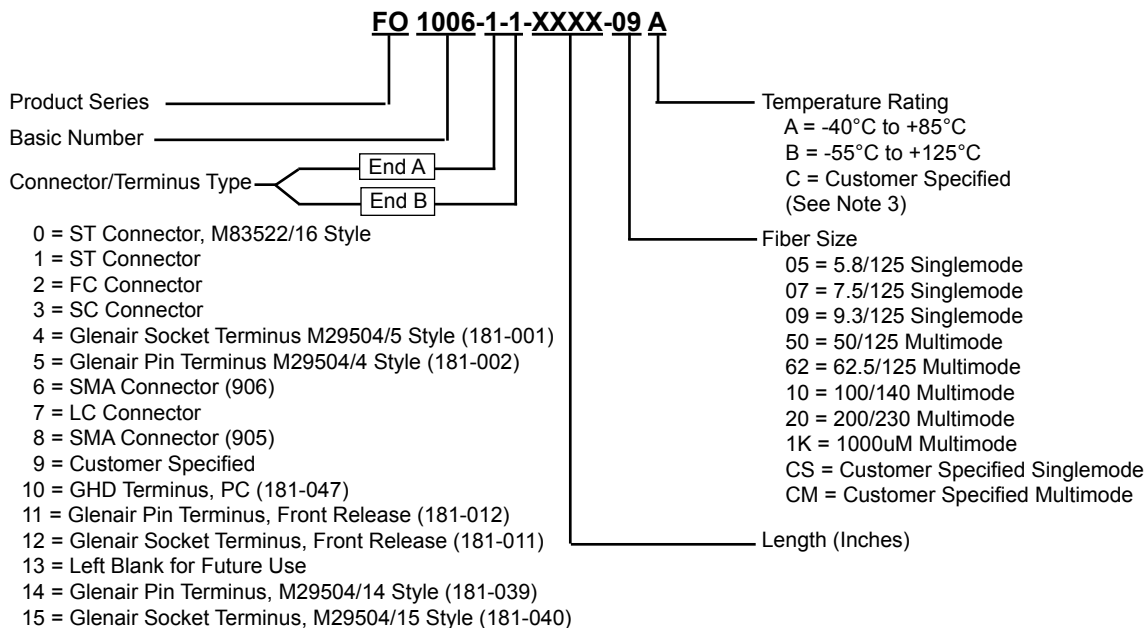 FO 1006-1-1-XXXX-09 A
Product Series
Basic Number
Connector/Terminus Type
End A
End B
0 = ST Connector, M83522/16 Style
1 = ST Connector
2 = FC Connector
3 = SC Connector
4 = Glenair Socket Terminus M29504/5 Style (181-001)
5 = Glenair Pin Terminus M29504/4 Style (181-002)
6 = SMA Connector (906)
7 = LC Connector
8 = SMA Connector (905)
9 = Customer Specified
10 = GHD Terminus, PC (181-047)
11 = Glenair Pin Terminus, Front Release (181-012)
12 = Glenair Socket Terminus, Front Release (181-011)
13 = Left Blank for Future Use
14 = Glenair Pin Terminus, M29504/14 Style (181-039)
15 = Glenair Socket Terminus, M29504/15 Style (181-040)
Temperature Rating
A = -40°C to +85°C
B = -55°C to +125°C
C = Customer Specified
(See Note 3)
Fiber Size
05 = 5.8/125 Singlemode
07 = 7.5/125 Singlemode
09 = 9.3/125 Singlemode
50 = 50/125 Multimode
62 = 62.5/125 Multimode
10 = 100/140 Multimode
20 = 200/230 Multimode
1K = 1000uM Multimode
CS = Customer Specified Singlemode
CM = Customer Specified Multimode
Length (Inches)